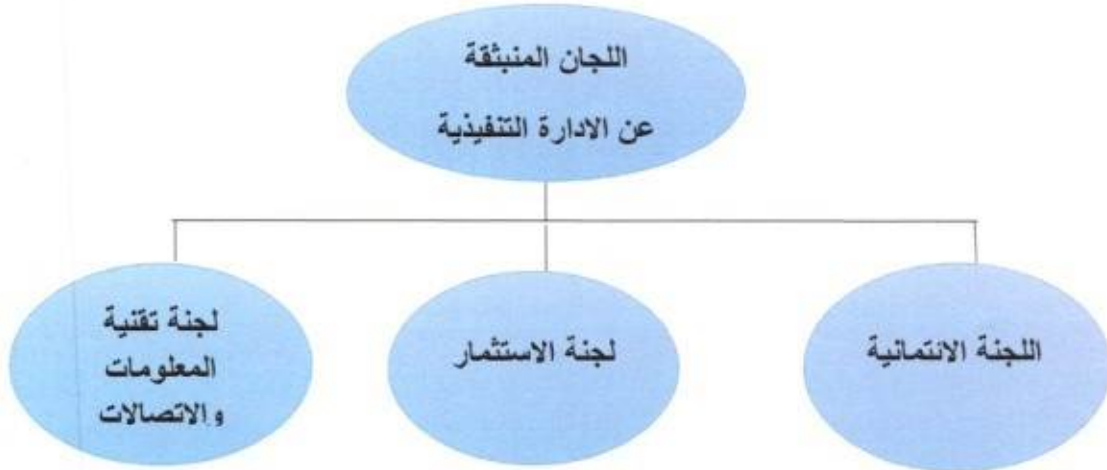 اللجان المنبثقة
عن الادارة التنفيذية
اللجنة الائتمانية
لجنة الاستثمار
لجنة تقنية
المعلومات
والاتصالات